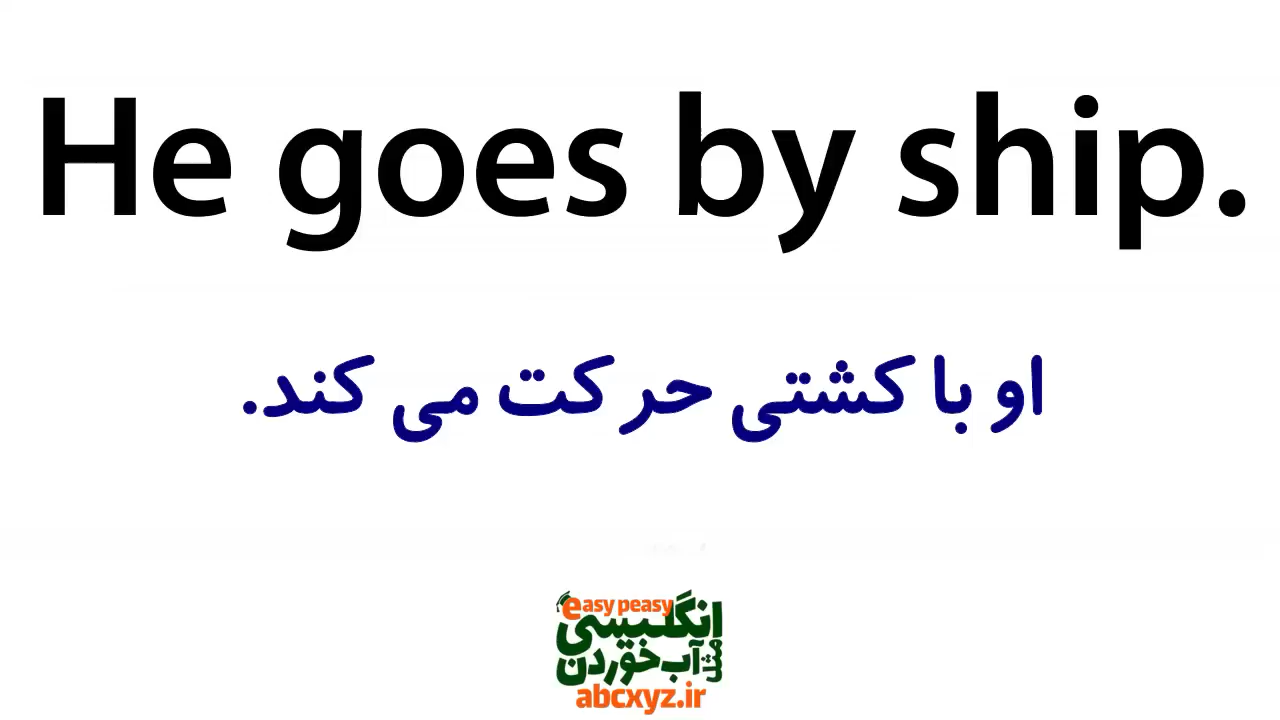 He goes by ship.
او با کشتی حرکت می کند.
easy peasy
انگلیسی
مثل آب خوردن
abcxyz.ir